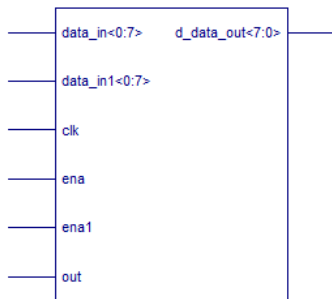 data_in<0:7> d_data_out<7:0>
data_in1<0:7>
clk
ena
ena1
out